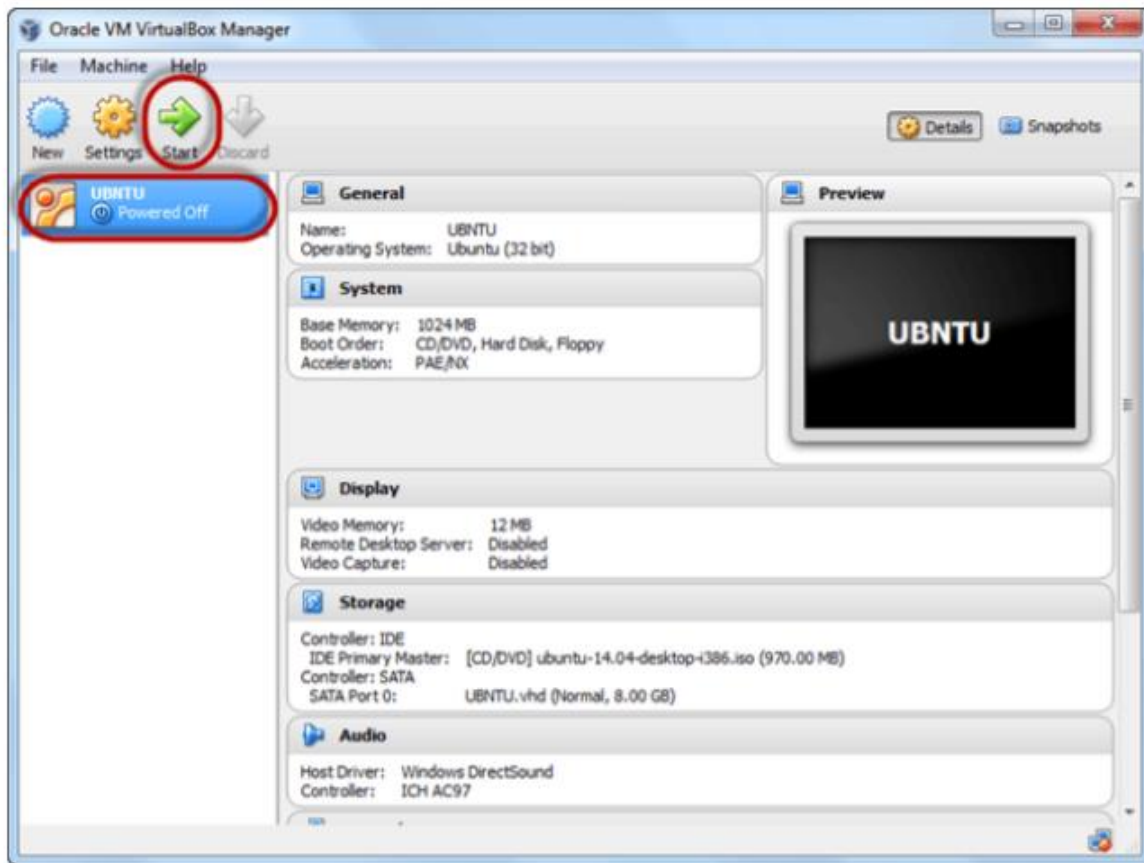 Oracle VM VirtualBox Manager
File Machine Help
New Settings Start Discard
Details Snapshots
UBNTU
Powered Off
General
Name: UBNTU
Operating System: Ubuntu (32 bit)
Preview
UBNTU
System
Base Memory: 1024 MB
Boot Order: CD/DVD, Hard Disk, Floppy
Acceleration: PAE/NX
Display
Video Memory: 12 MB
Remote Desktop Server: Disabled
Video Capture: Disabled
Storage
Controller: IDE
IDE Primary Master: [CD/DVD] ubuntu-14.04-desktop-i386.iso (970.00 MB)
Controller: SATA
SATA Port 0: UBNTU.vhd (Normal, 8.00 GB)
Audio
Host Driver: Windows DirectSound
Controller: ICH AC97